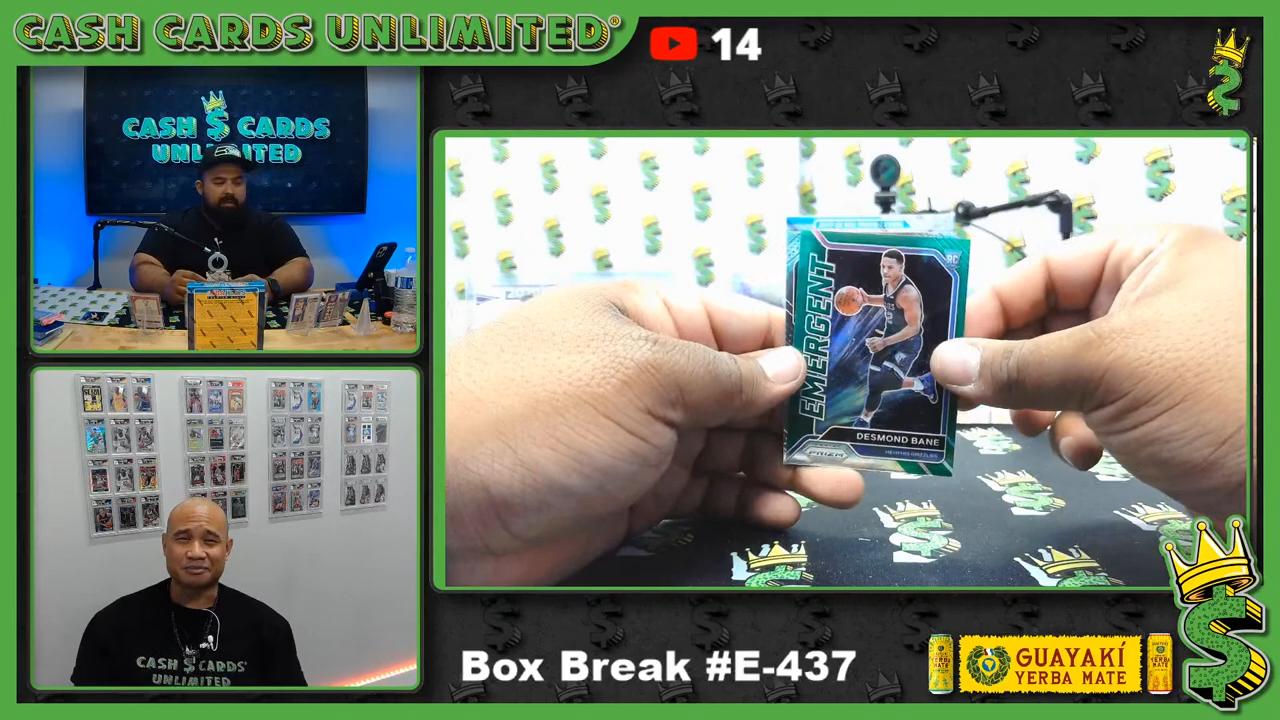 CASH CARDS UNLIMITED®
14
CASH $ CARDS
UNLIMITED
EMERGENT
RC
DESMOND BANE
PRIZM
MEMPHIS GRIZZLIES
CASH $ CARDS®
UNLIMITED
Box Break #E-437
GUAYAKÍ
YERBA MATE